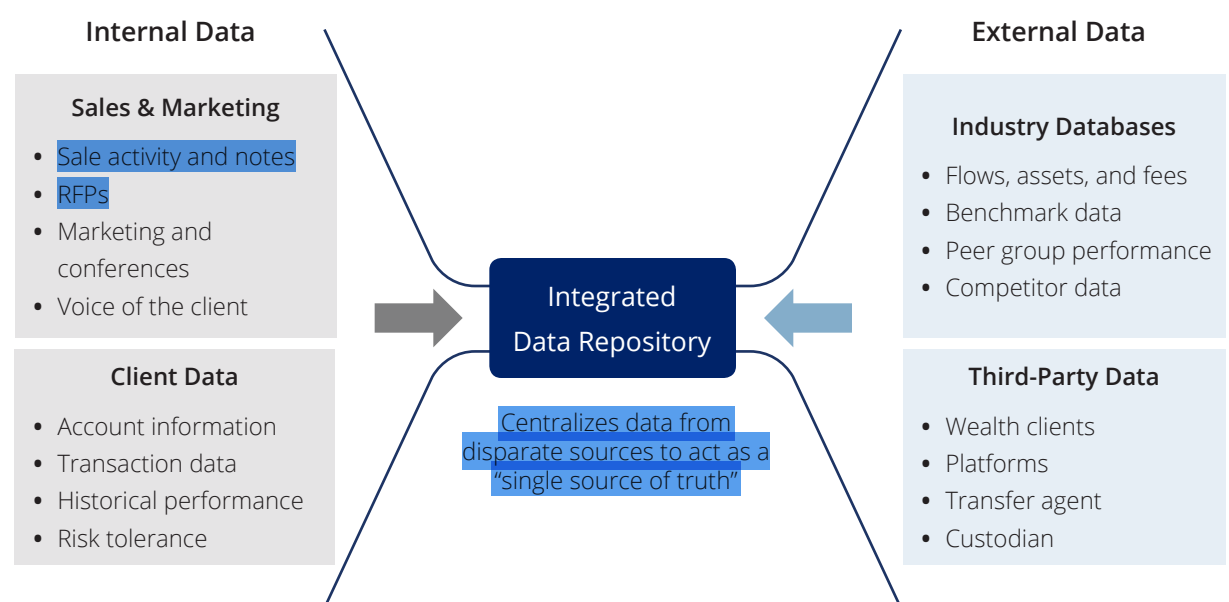 Internal Data
Sales & Marketing
• Sale activity and notes
• RFPs
• Marketing and
conferences
• Voice of the client
Client Data
• Account information
• Transaction data
• Historical performance
• Risk tolerance
Integrated
Data Repository
Centralizes data from
disparate sources to act as a
“single source of truth”
External Data
Industry Databases
• Flows, assets, and fees
• Benchmark data
• Peer group performance
• Competitor data
Third-Party Data
• Wealth clients
• Platforms
• Transfer agent
• Custodian